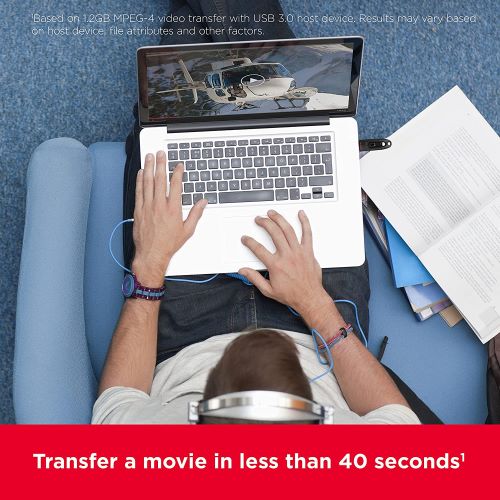 ¹Based on 1.2GB MPEG-4 video transfer with USB 3.0 host device. Results may vary based
on host device, file attributes and other factors.
Transfer a movie in less than 40 seconds¹